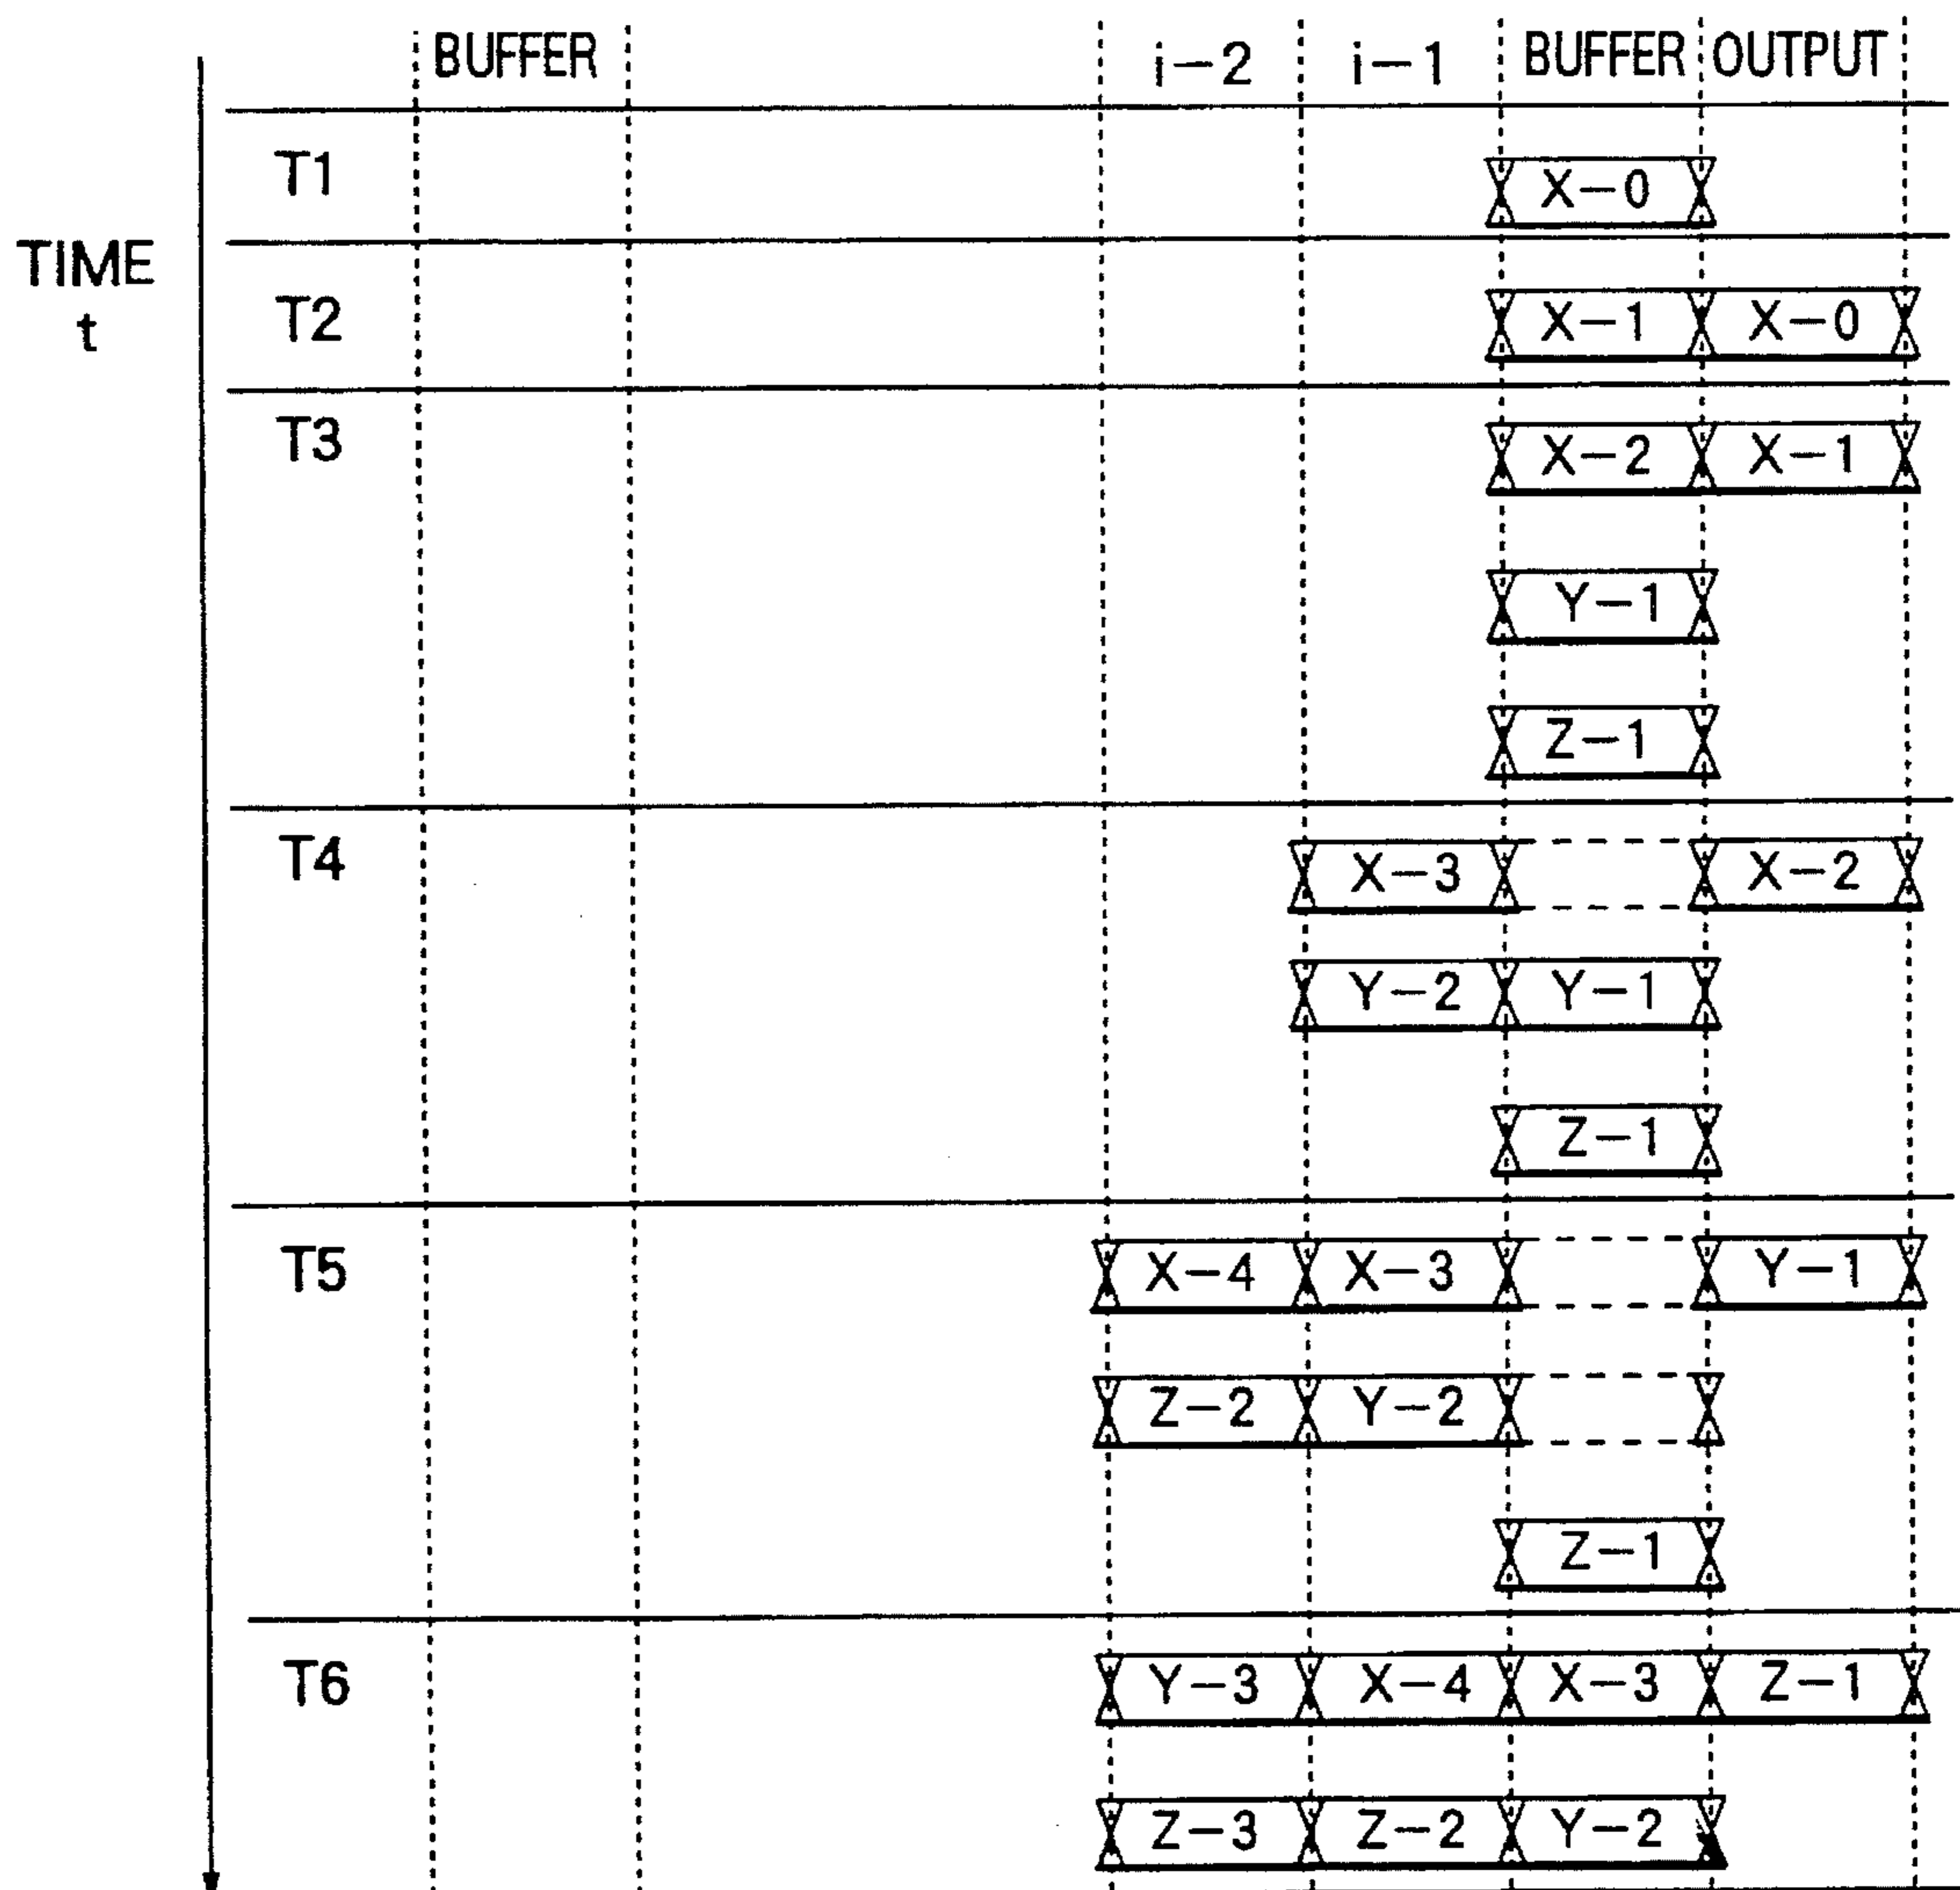 BUFFER i-2 i-1 BUFFER OUTPUT
T1 X-0
TIME
t
T2 X-1 X-0
T3 X-2 X-1
Y-1
Z-1
T4 X-3 X-2
Y-2 Y-1
Z-1
T5 X-4 X-3 Y-1
Z-2 Y-2
Z-1
T6 Y-3 X-4 X-3 Z-1
Z-3 Z-2 Y-2